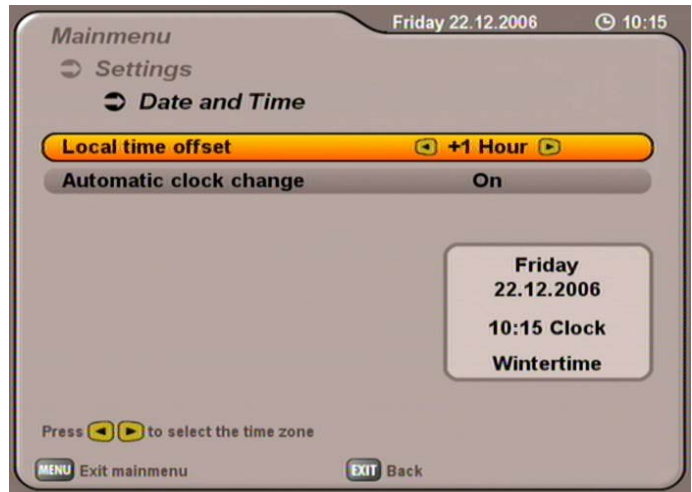 Friday 22.12.2006 10:15
Mainmenu
Settings
Date and Time
Local time offset +1 Hour
Automatic clock change On
Friday
22.12.2006
10:15 Clock
Wintertime
Press to select the time zone
MENU Exit mainmenu EXIT Back